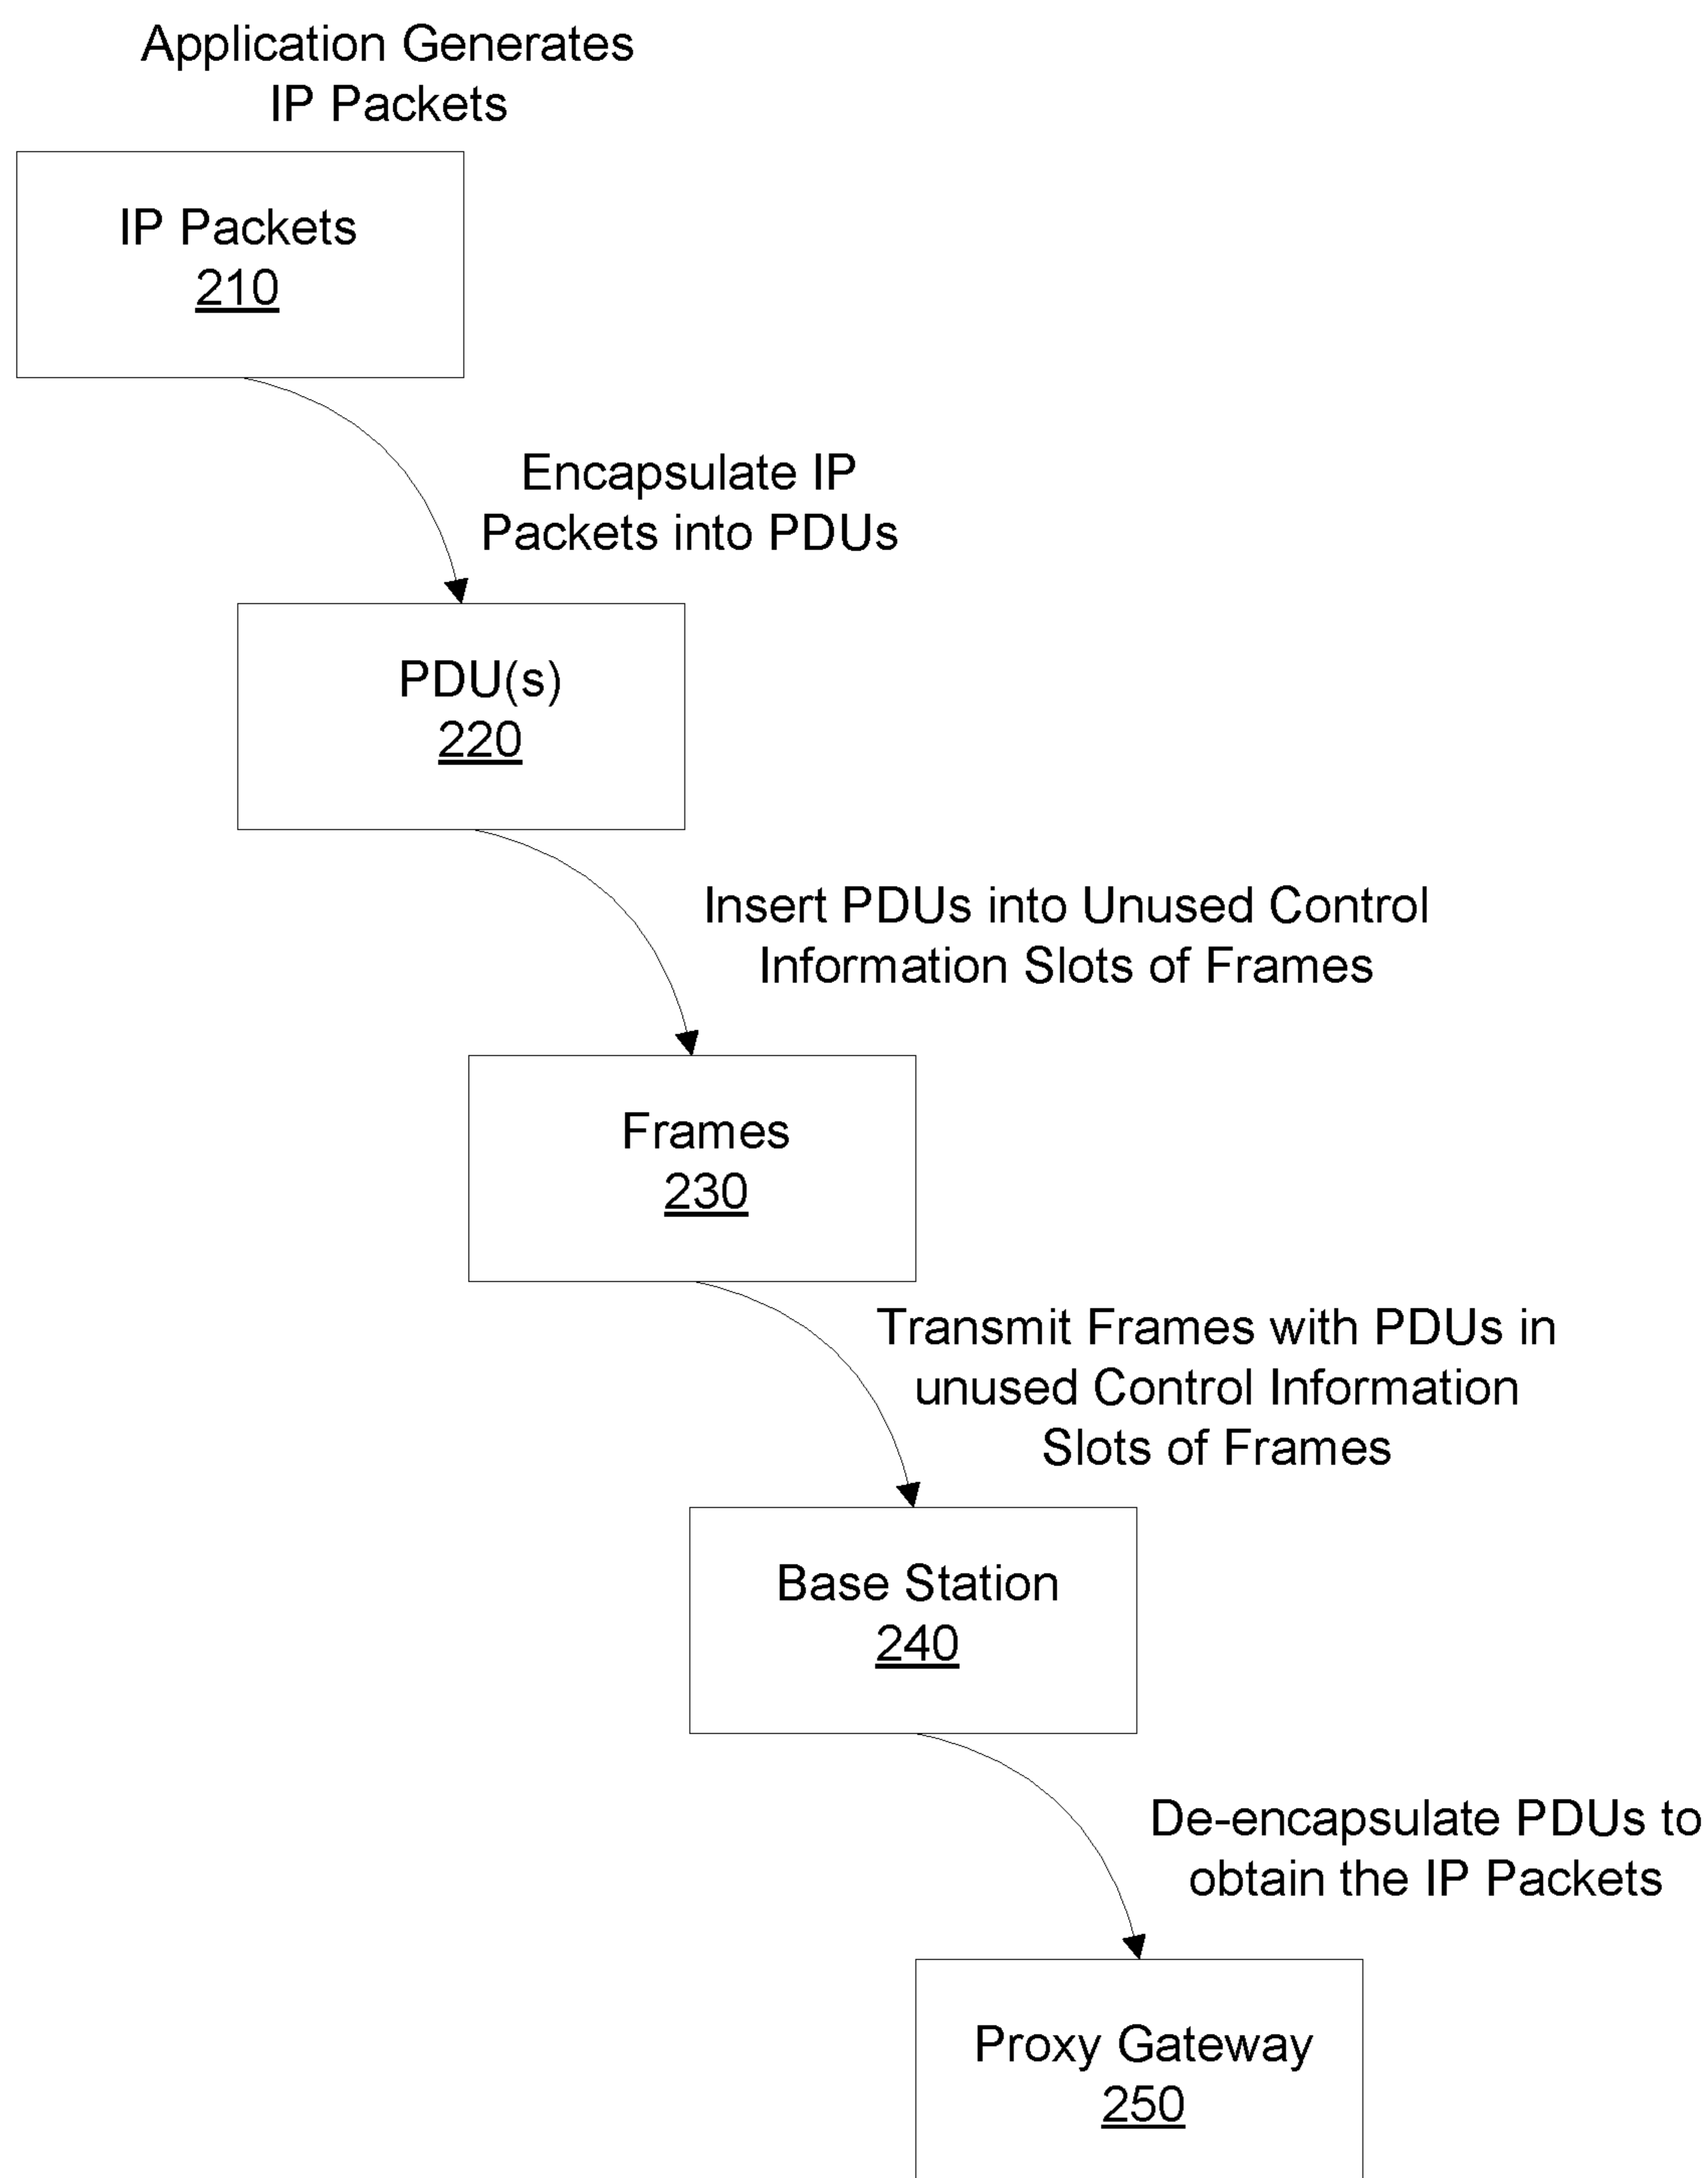 Application Generates
IP Packets
IP Packets
210
Encapsulate IP
Packets into PDUs
PDU(s)
220
Insert PDUs into Unused Control
Information Slots of Frames
Frames
230
Transmit Frames with PDUs in
unused Control Information
Slots of Frames
Base Station
240
De-encapsulate PDUs to
obtain the IP Packets
Proxy Gateway
250